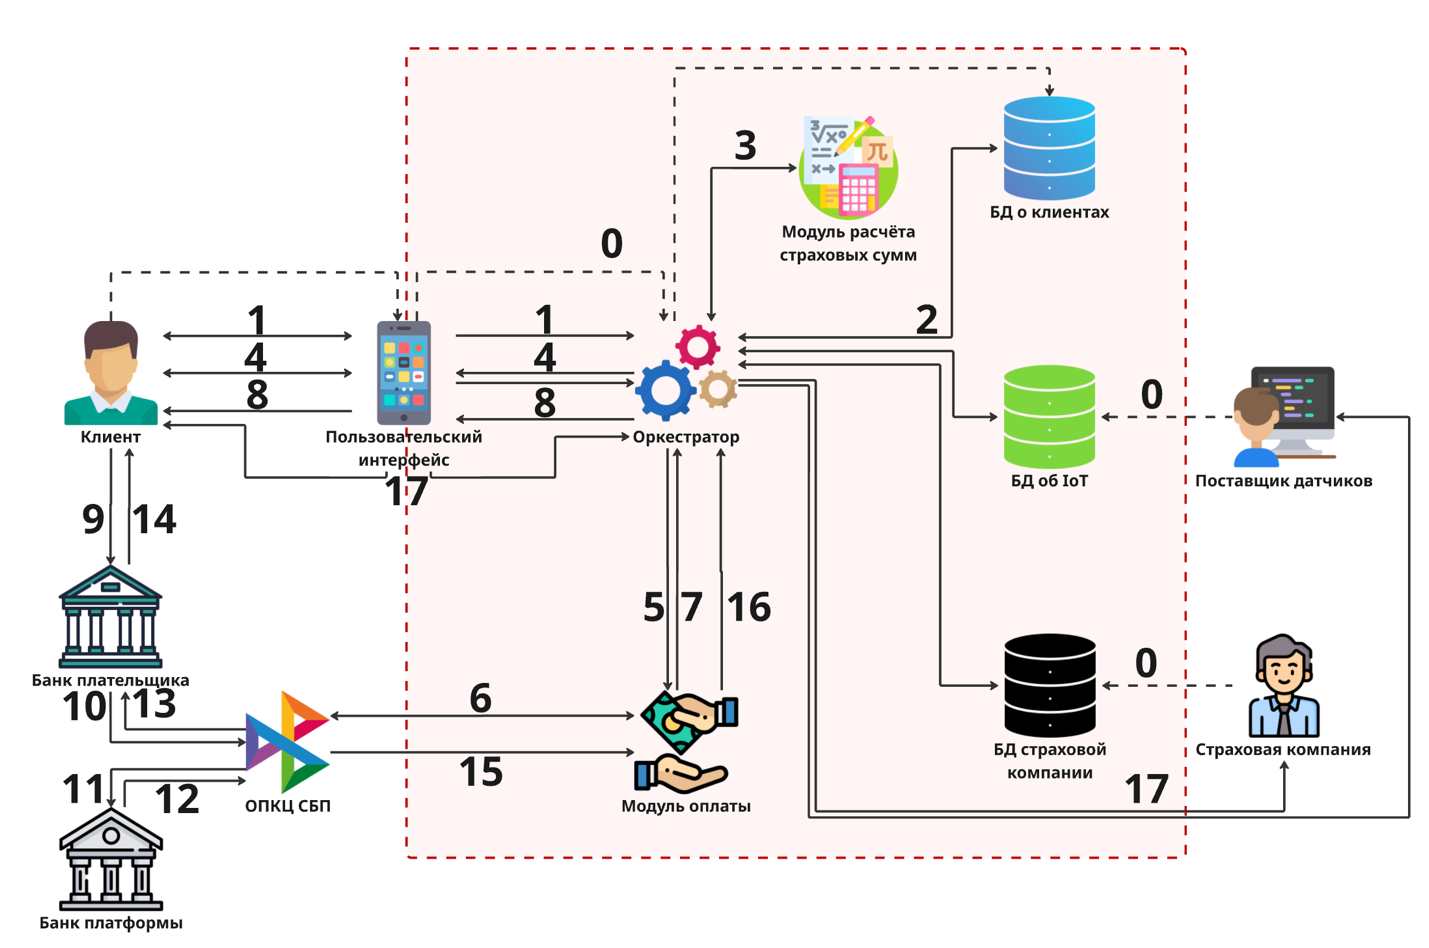 3
√x°
π
x→
БД о клиентах
Модуль расчёта
страховых сумм
0
1
1
2
4
4
8
8
0
Клиент
Пользовательский
интерфейс
Оркестратор
17
БД об IoT
Поставщик датчиков
9
14
5
7
16
0
Банк плательщика
10
13
6
15
БД страховой
компании
Страховая компания
11
12
ОПКЦ СБП
Модуль оплаты
17
Банк платформы